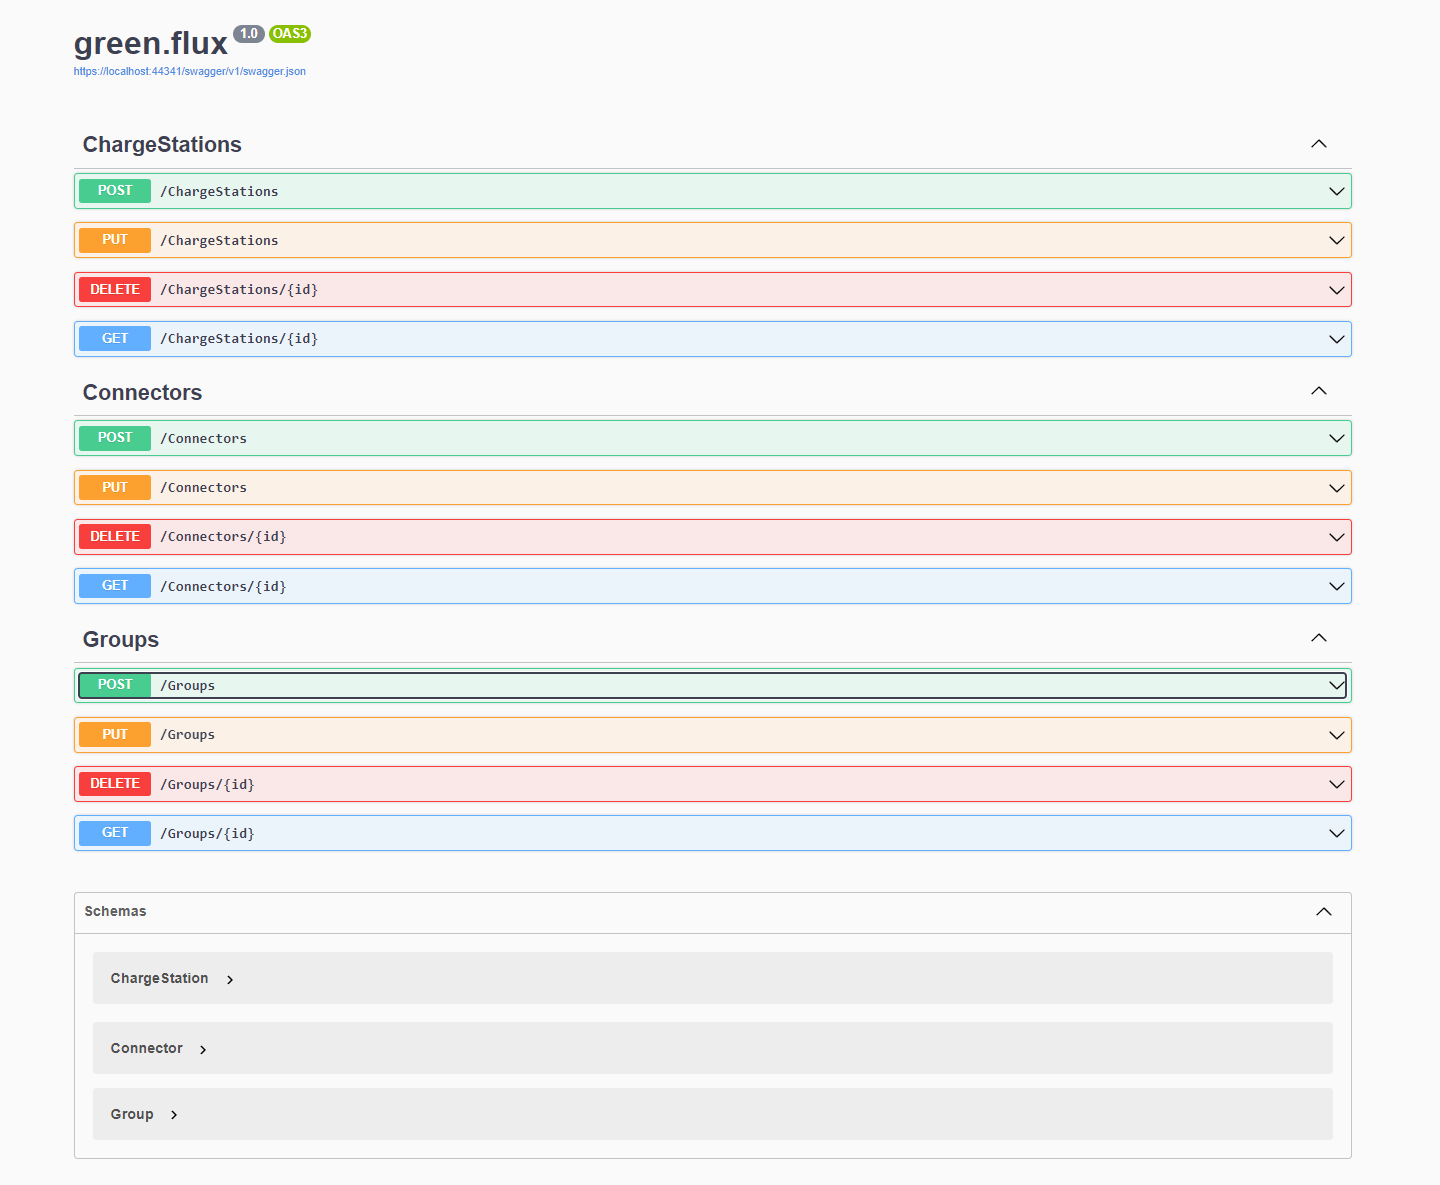 green.flux 1.0 OAS3
https://localhost:44341/swagger/v1/swagger.json
ChargeStations
POST /ChargeStations
PUT /ChargeStations
DELETE /ChargeStations/{id}
GET /ChargeStations/{id}
Connectors
POST /Connectors
PUT /Connectors
DELETE /Connectors/{id}
GET /Connectors/{id}
Groups
POST /Groups
PUT /Groups
DELETE /Groups/{id}
GET /Groups/{id}
Schemas
ChargeStation
Connector
Group